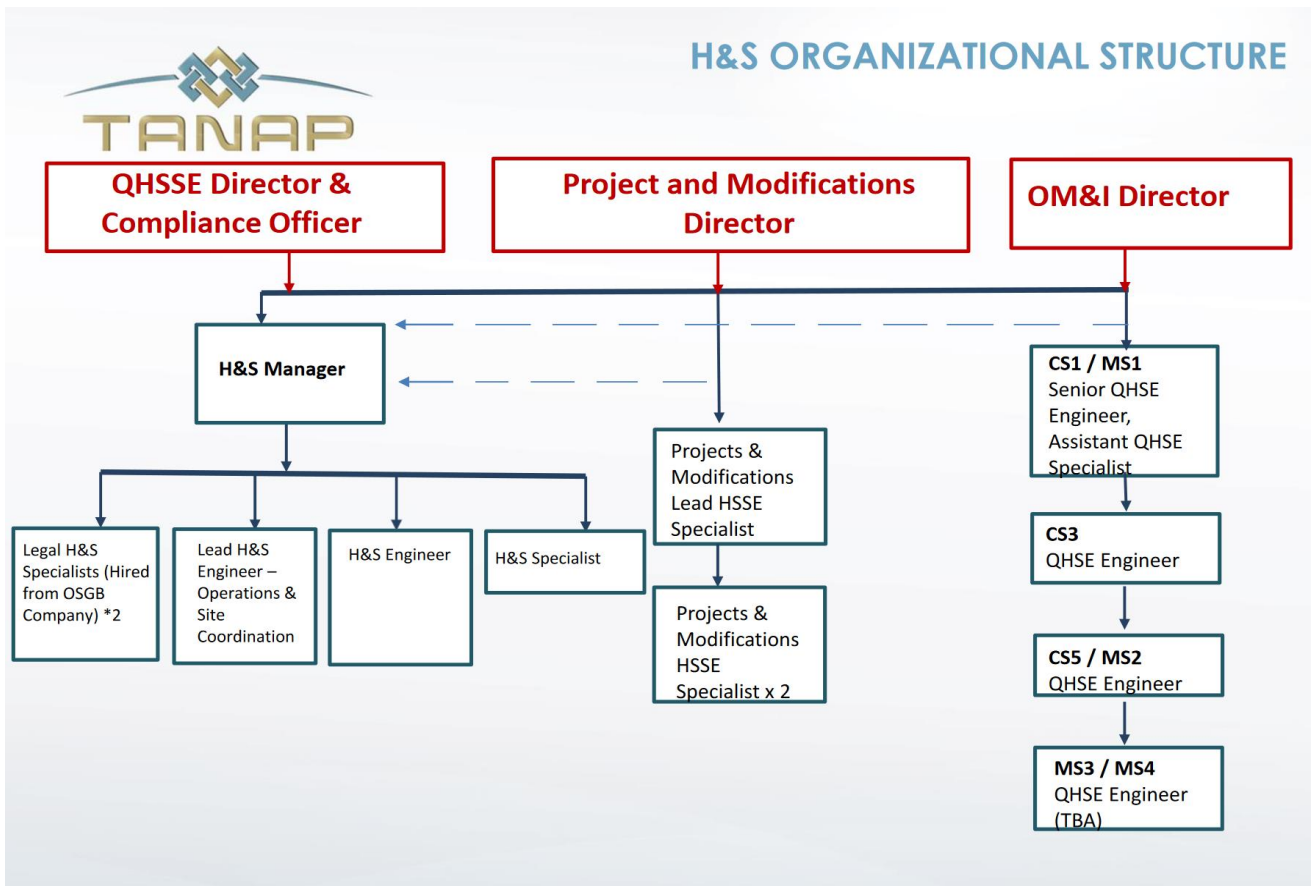 H&S ORGANIZATIONAL STRUCTURE
TANAP
QHSSE Director &
Compliance Officer
Project and Modifications
Director
OM&I Director
H&S Manager
CS1 / MS1
Senior QHSE
Engineer,
Assistant QHSE
Specialist
Projects &
Modifications
Lead HSSE
Specialist
Legal H&S
Specialists (Hired
from OSGB
Company) *2
Lead H&S
Engineer –
Operations &
Site
Coordination
H&S Engineer
H&S Specialist
CS3
QHSE Engineer
Projects &
Modifications
HSSE
Specialist x 2
CS5 / MS2
QHSE Engineer
MS3 / MS4
QHSE Engineer
(TBA)